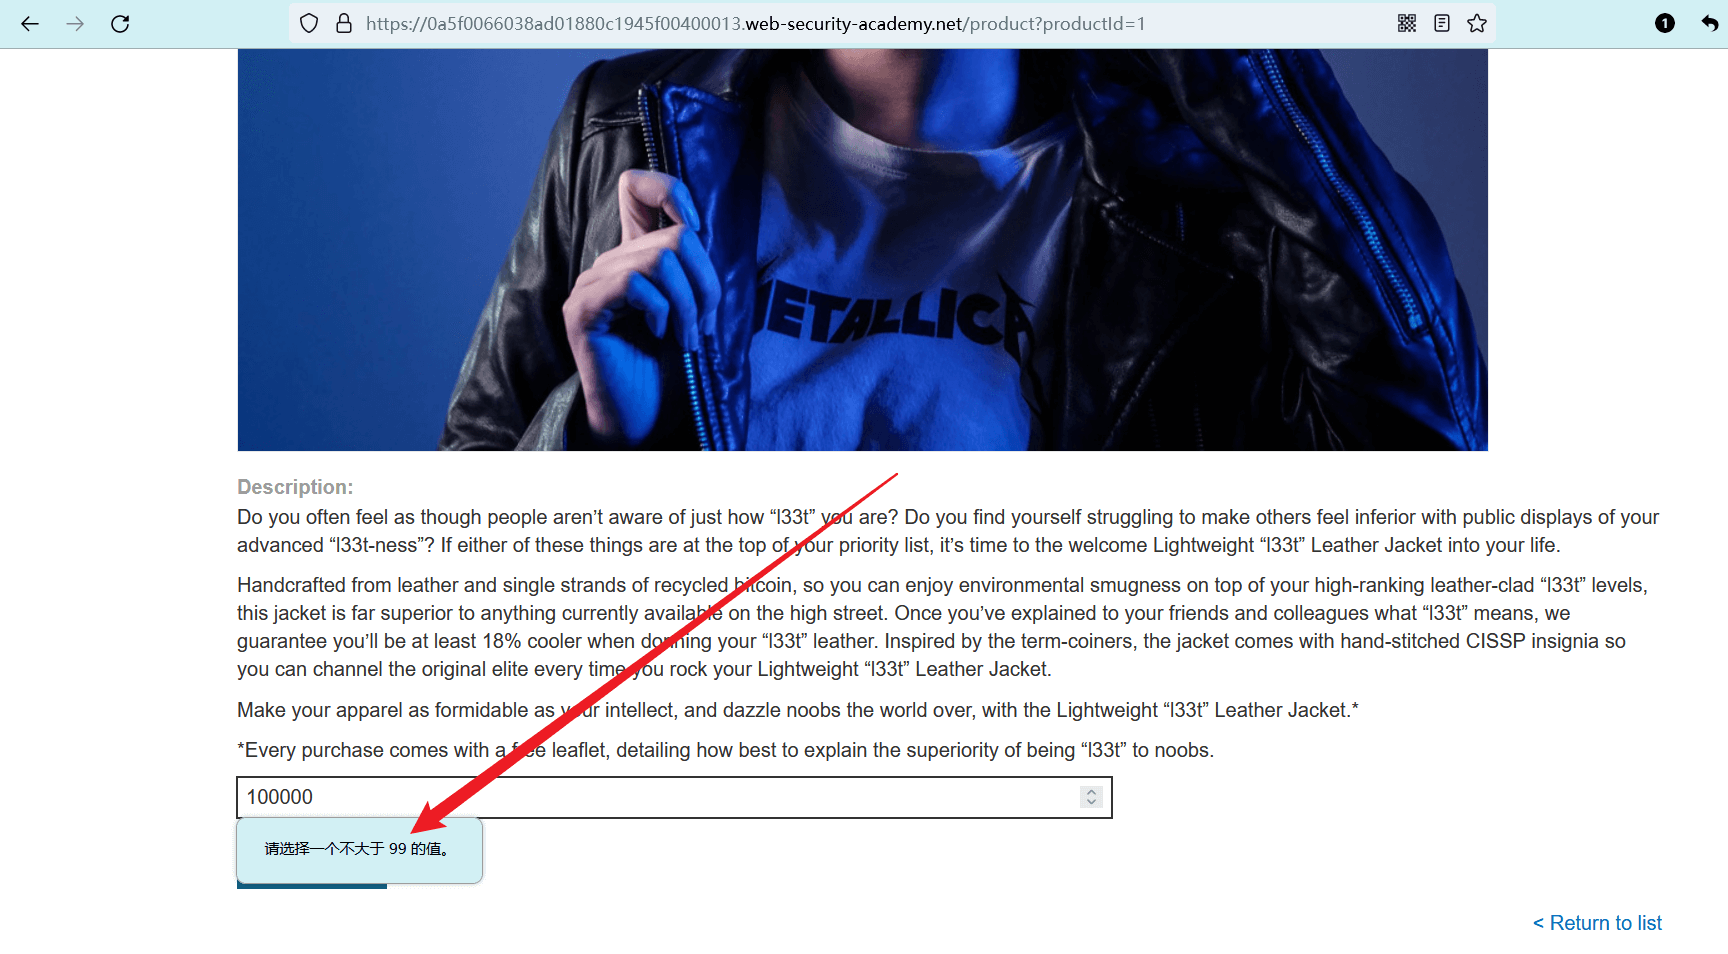 https://0a5f0066038ad01880c1945f00400013.web-security-academy.net/product?productId=1
1
METALLICA
Description:
Do you often feel as though people aren’t aware of just how “l33t” you are? Do you find yourself struggling to make others feel inferior with public displays of your
advanced “l33t-ness”? If either of these things are at the top of your priority list, it’s time to the welcome Lightweight “l33t” Leather Jacket into your life.
Handcrafted from leather and single strands of recycled bitcoin, so you can enjoy environmental smugness on top of your high-ranking leather-clad “l33t” levels,
this jacket is far superior to anything currently available on the high street. Once you’ve explained to your friends and colleagues what “l33t” means, we
guarantee you’ll be at least 18% cooler when donning your “l33t” leather. Inspired by the term-coiners, the jacket comes with hand-stitched CISSP insignia so
you can channel the original elite every time you rock your Lightweight “l33t” Leather Jacket.
Make your apparel as formidable as your intellect, and dazzle noobs the world over, with the Lightweight “l33t” Leather Jacket.*
*Every purchase comes with a free leaflet, detailing how best to explain the superiority of being “l33t” to noobs.
100000
请选择一个不大于 99 的值。
< Return to list